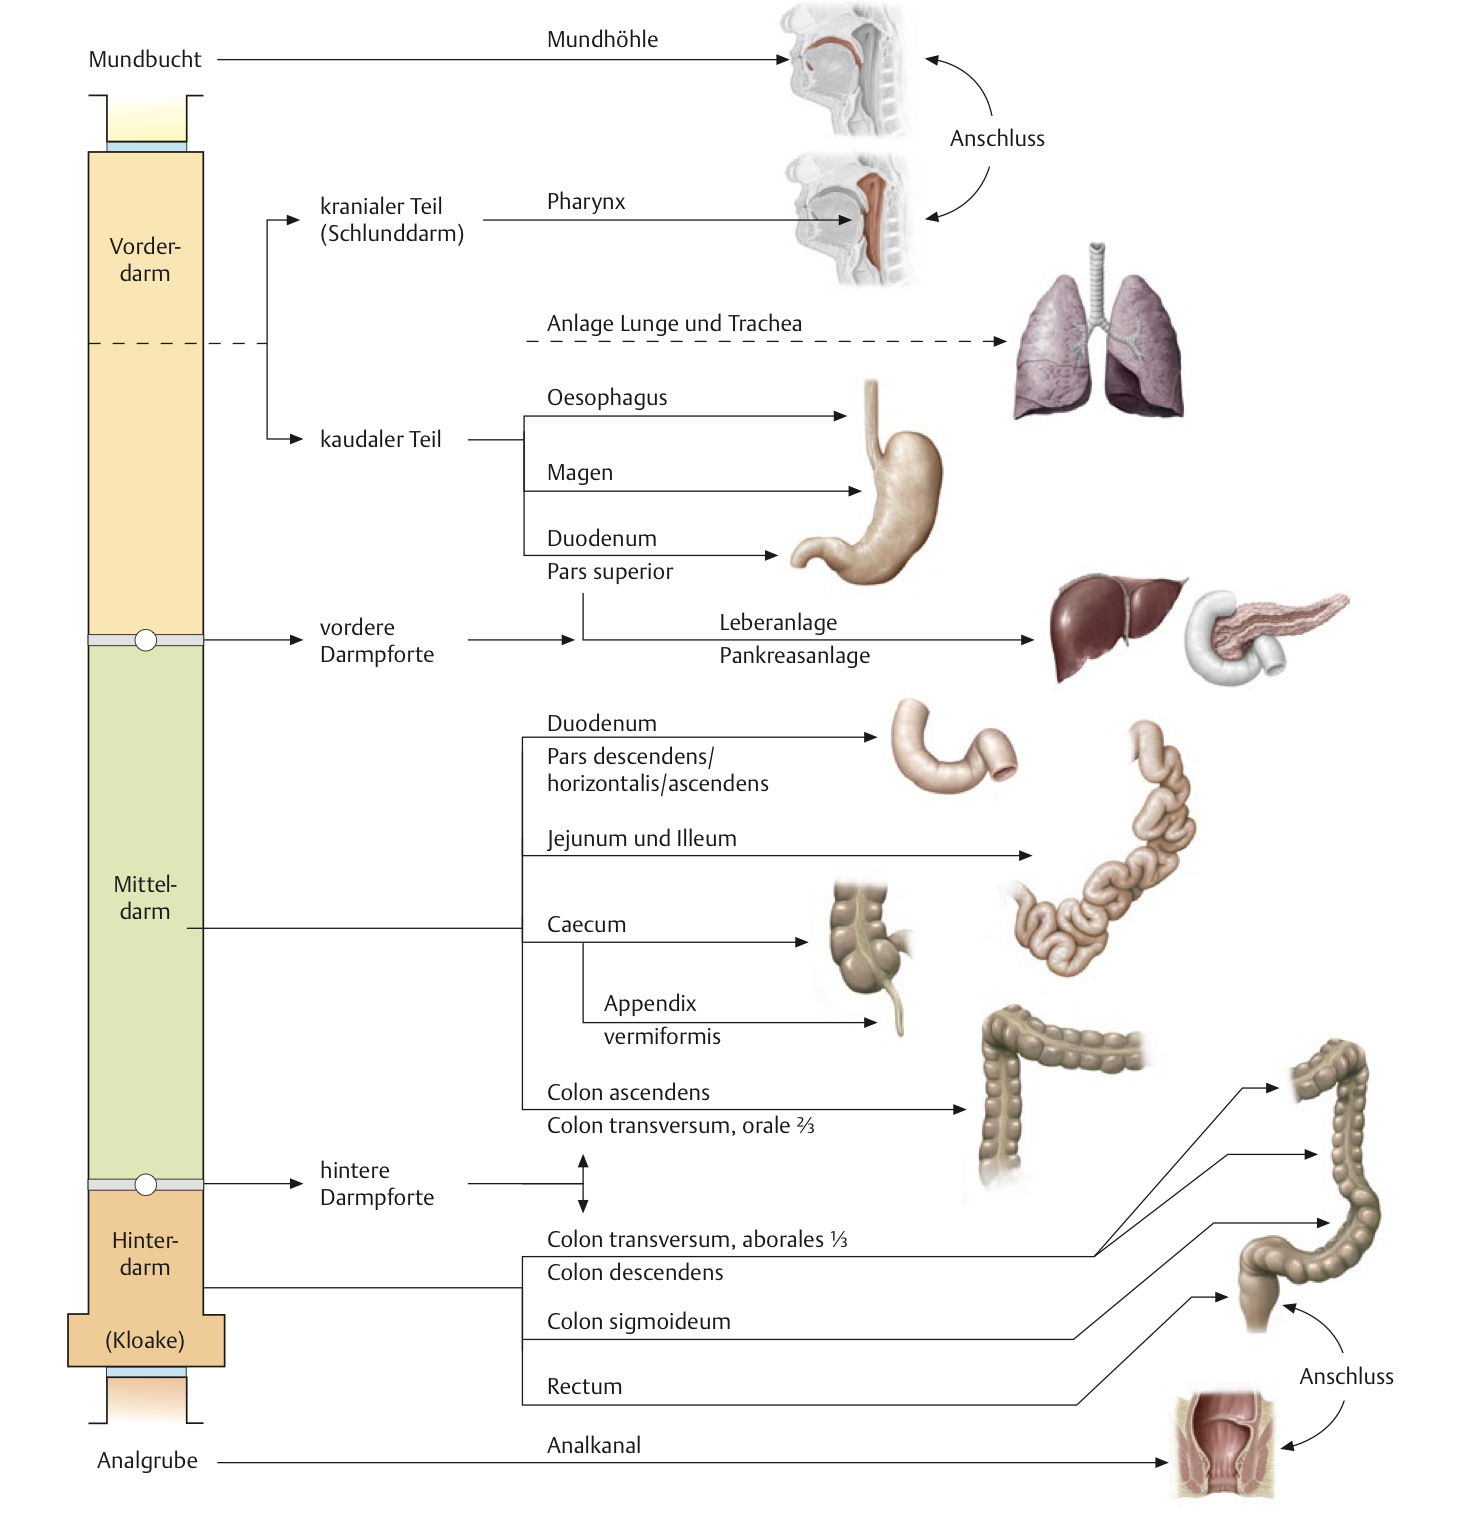 Mundbucht
Mundhöhle
Anschluss
Vorder-
darm
kranialer Teil
(Schlunddarm)
Pharynx
Anlage Lunge und Trachea
kaudaler Teil
Oesophagus
Magen
Duodenum
Pars superior
vordere
Darmpforte
Leberanlage
Pankreasanlage
Mittel-
darm
Duodenum
Pars descendens/
horizontalis/ascendens
Jejunum und Illeum
Caecum
Appendix
vermiformis
Colon ascendens
Colon transversum, orale ⅔
hintere
Darmpforte
Hinter-
darm
(Kloake)
Colon transversum, aborales ⅓
Colon descendens
Colon sigmoideum
Rectum
Anschluss
Analgrube
Analkanal